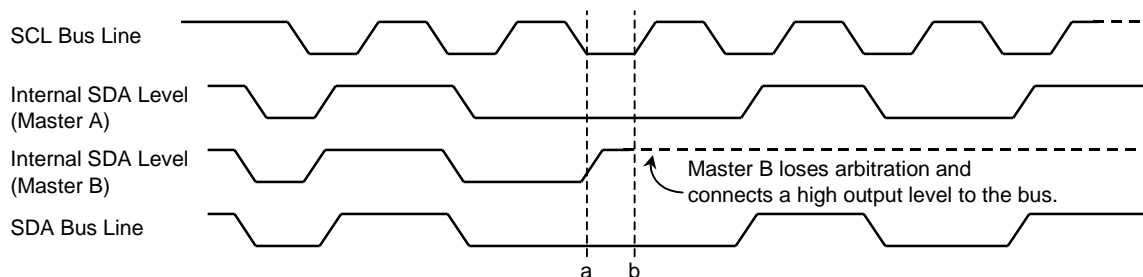 SCL Bus Line
Internal SDA Level
(Master A)
Internal SDA Level
(Master B)
Master B loses arbitration and
connects a high output level to the bus.
SDA Bus Line
a
b